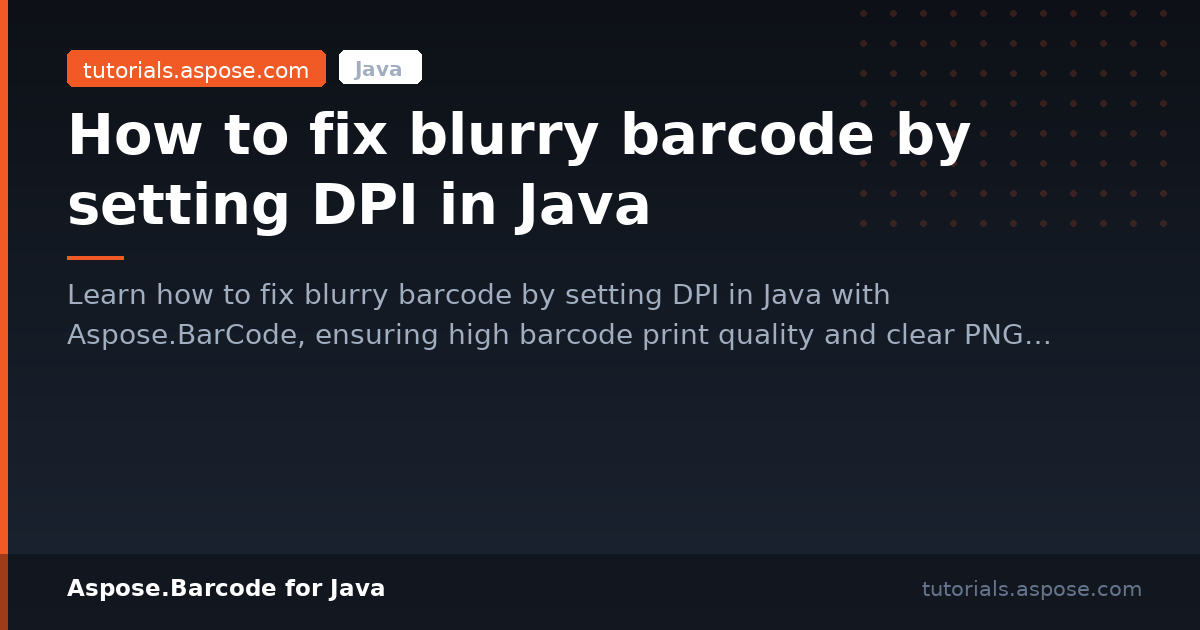 tutorials.aspose.com
Java
How to fix blurry barcode by
setting DPI in Java
Learn how to fix blurry barcode by setting DPI in Java with
Aspose.BarCode, ensuring high barcode print quality and clear PNG...
Aspose.Barcode for Java
tutorials.aspose.com